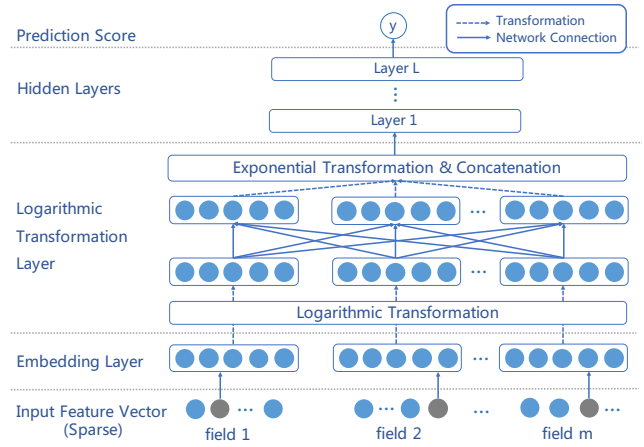 Transformation
Network Connection
Prediction Score
y
Layer L
Hidden Layers
...
Layer 1
Exponential Transformation & Concatenation
Logarithmic
Transformation
Layer
...
...
Logarithmic Transformation
Embedding Layer
...
Input Feature Vector
(Sparse)
...
...
...
...
field 1
field 2
field m